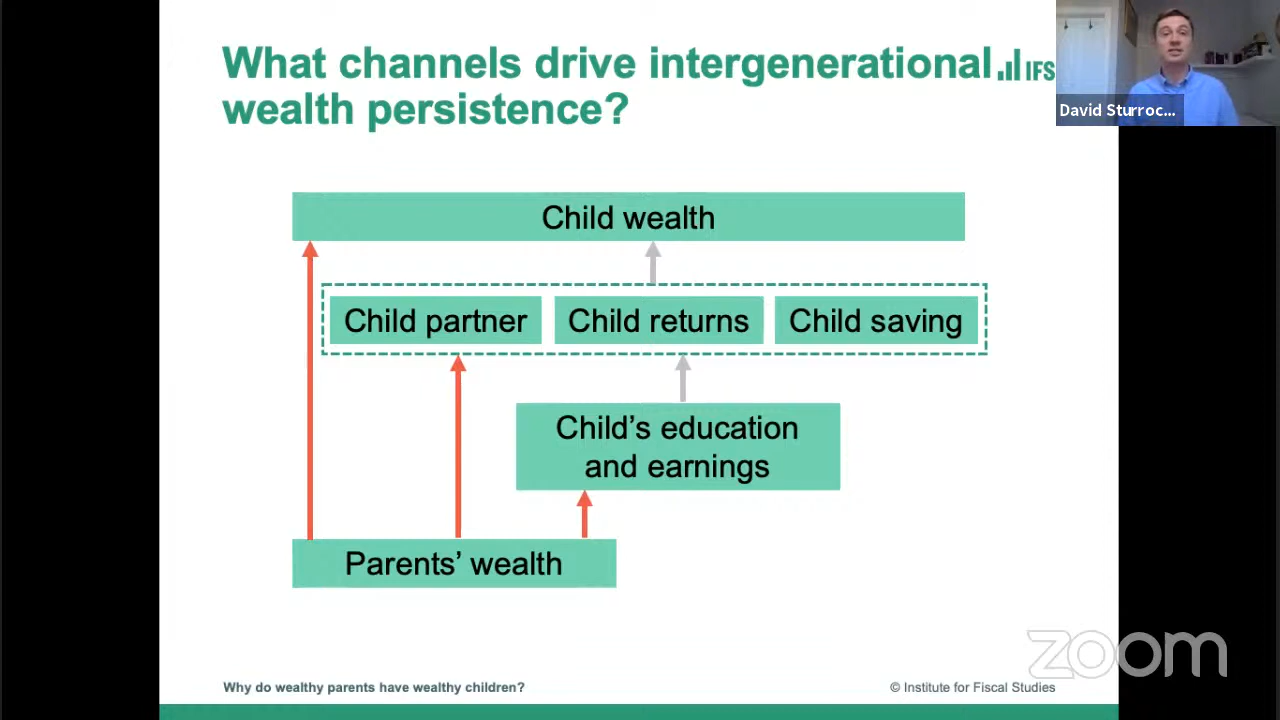 What channels drive intergenerational
wealth persistence?
IFS
David Sturroc...
Child wealth
Child partner
Child returns
Child saving
Child’s education
and earnings
Parents’ wealth
zoom
Why do wealthy parents have wealthy children?
© Institute for Fiscal Studies